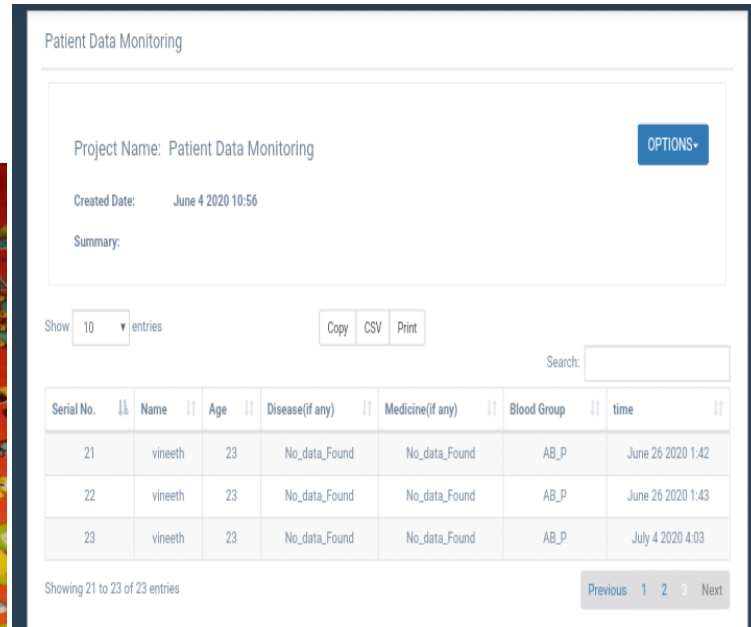 Patient Data Monitoring
Project Name: Patient Data Monitoring
OPTIONS
Created Date: June 4 2020 10:56
Summary:
Show 10 entries
Copy CSV Print
Search:
Serial No. Name Age Disease(if any) Medicine(if any) Blood Group time
21 vineeth 23 No_data_Found No_data_Found AB_P June 26 2020 1:42
22 vineeth 23 No_data_Found No_data_Found AB_P June 26 2020 1:43
23 vineeth 23 No_data_Found No_data_Found AB_P July 4 2020 4:03
Showing 21 to 23 of 23 entries
Previous 1 2 3 Next